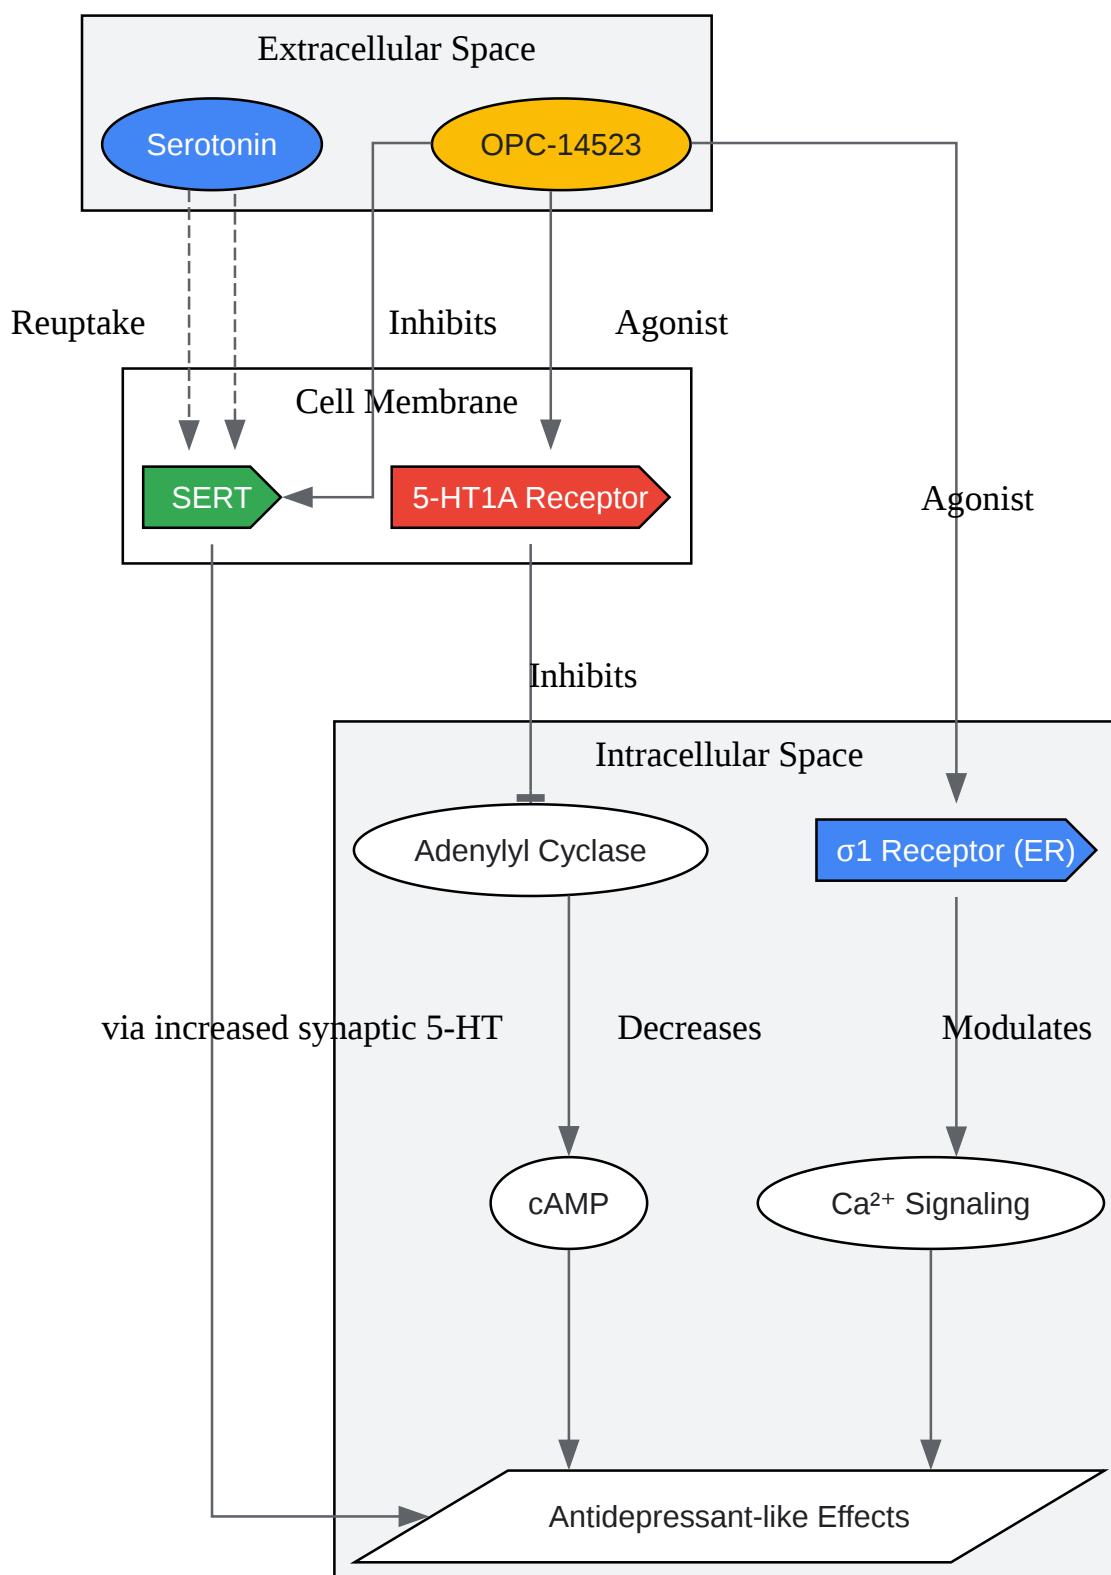 Extracellular Space
Serotonin
OPC-14523
Reuptake
Inhibits
Agonist
Cell Membrane
SERT
5-HT1A Receptor
Agonist
Inhibits
Intracellular Space
Adenylyl Cyclase
σ1 Receptor (ER)
via increased synaptic 5-HT
Decreases
Modulates
cAMP
Ca²⁺ Signaling
Antidepressant-like Effects